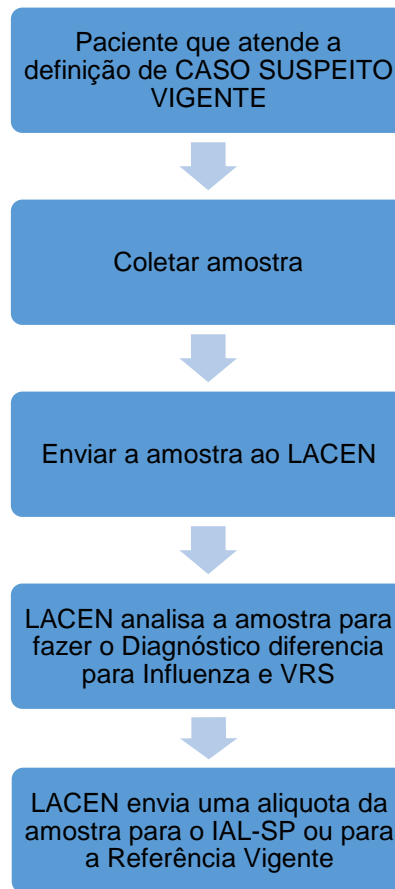 Paciente que atende a
definição de CASO SUSPEITO
VIGENTE
Coletar amostra
Enviar a amostra ao LACEN
LACEN analisa a amostra para
fazer o Diagnóstico diferencia
para Influenza e VRS
LACEN envia uma aliquota da
amostra para o IAL-SP ou para
a Referência Vigente